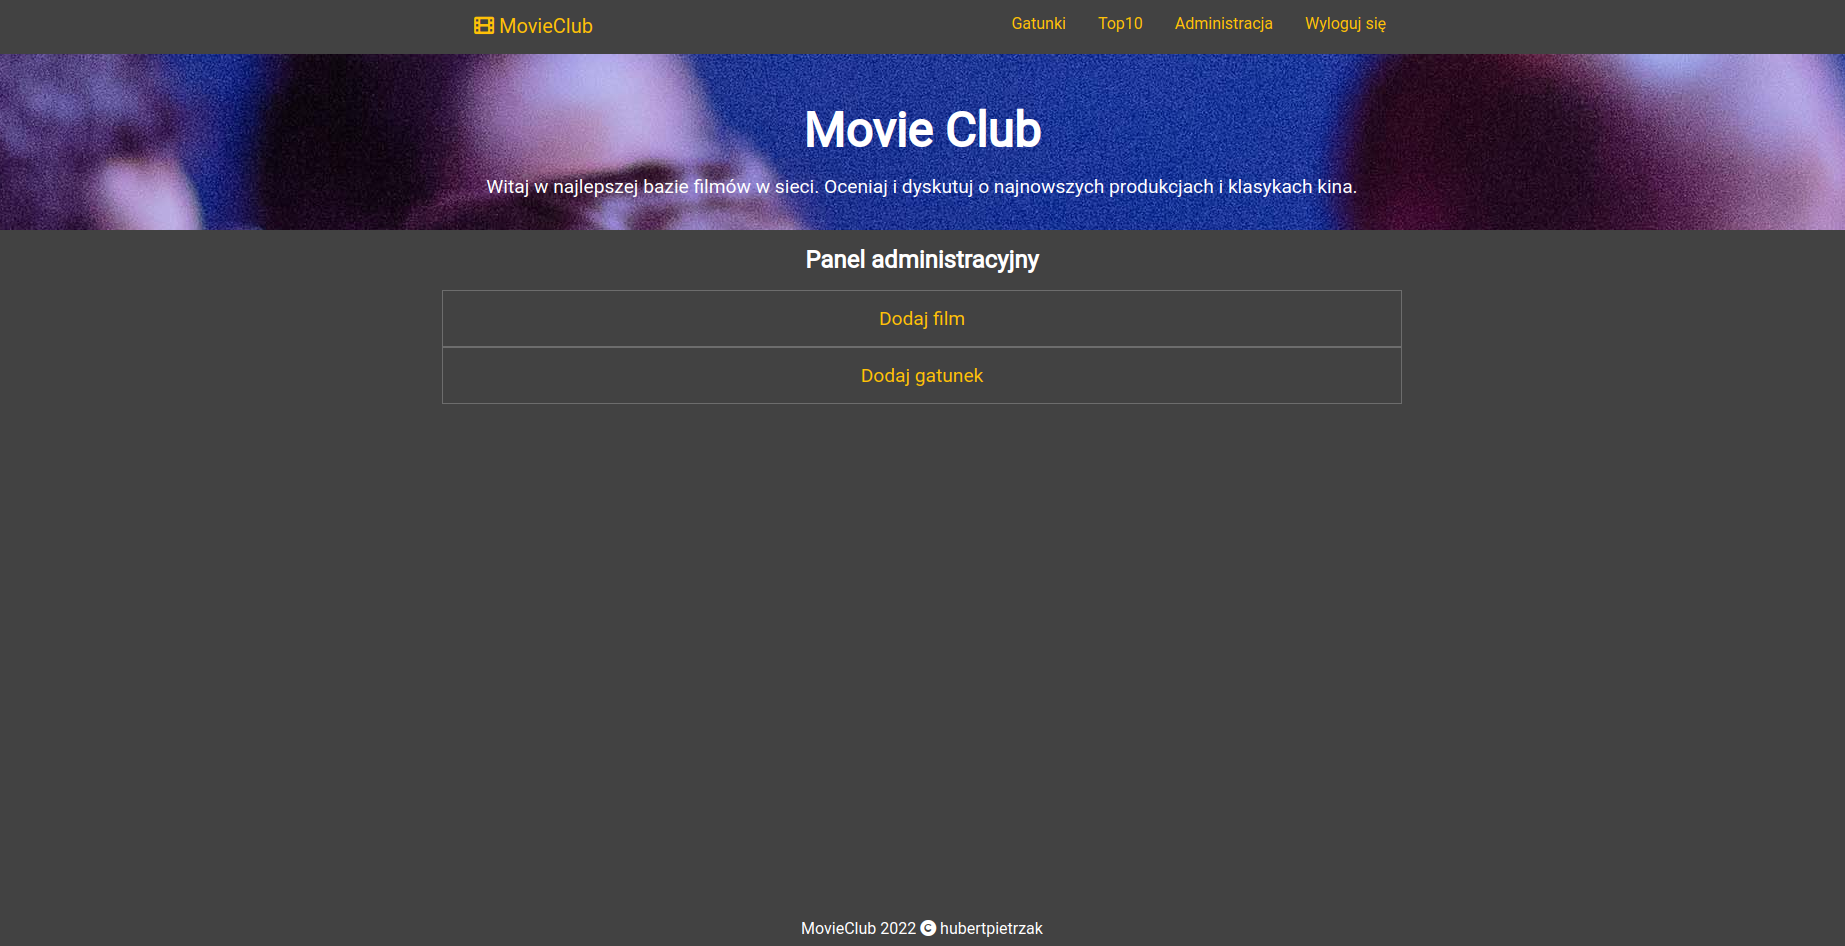 MovieClub
Gatunki Top10 Administracja Wyloguj się
Movie Club
Witaj w najlepszej bazie filmów w sieci. Oceniaj i dyskutuj o najnowszych produkcjach i klasykach kina.
Panel administracyjny
Dodaj film
Dodaj gatunek
MovieClub 2022 © hubertpietrzak